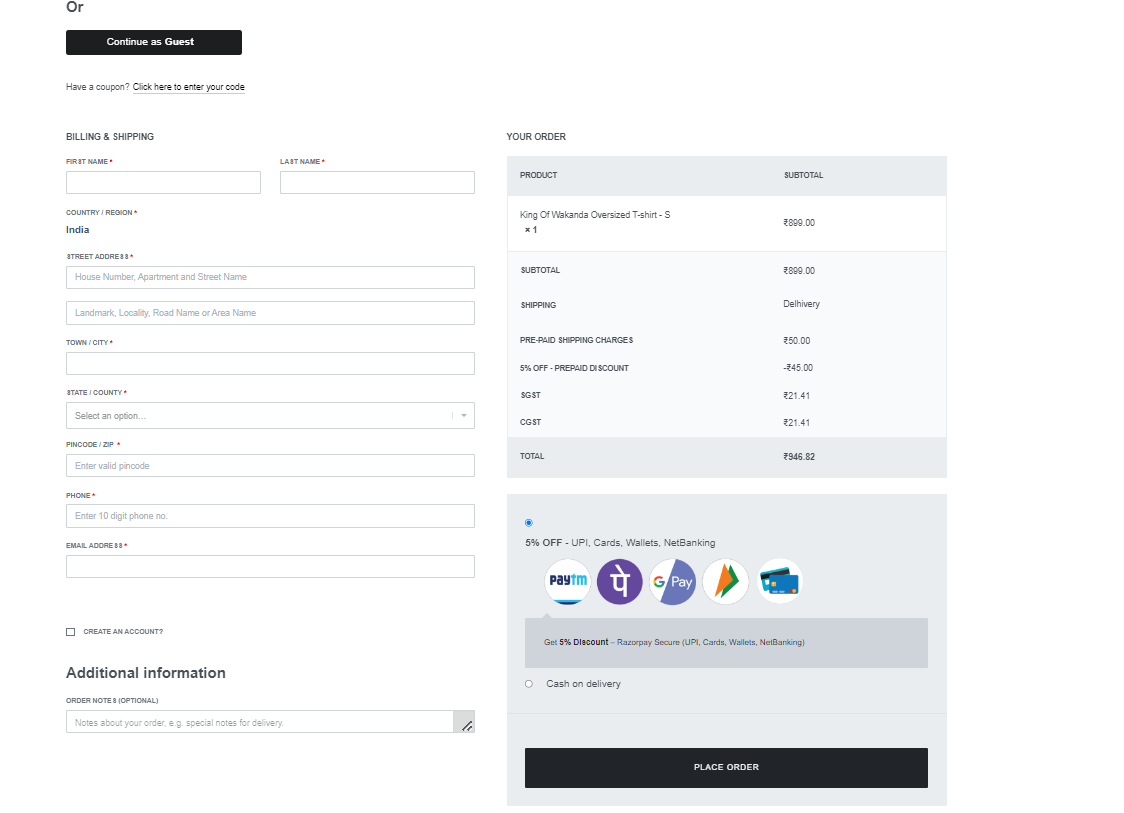 Or
Continue as Guest
Have a coupon? Click here to enter your code
BILLING & SHIPPING
FIRST NAME *
LAST NAME *
COUNTRY / REGION *
India
STREET ADDRESS *
House Number, Apartment and Street Name
Landmark, Locality, Road Name or Area Name
TOWN / CITY *
STATE / COUNTY *
Select an option...
PINCODE / ZIP *
Enter valid pincode
PHONE *
Enter 10 digit phone no.
EMAIL ADDRESS *
CREATE AN ACCOUNT?
Additional information
ORDER NOTES (OPTIONAL)
Notes about your order, e.g. special notes for delivery.
YOUR ORDER
PRODUCT SUBTOTAL
King Of Wakanda Oversized T-shirt - S
× 1
₹899.00
SUBTOTAL ₹899.00
SHIPPING Delhivery
PRE-PAID SHIPPING CHARGES ₹50.00
5% OFF - PREPAID DISCOUNT -₹45.00
SGST ₹21.41
CGST ₹21.41
TOTAL ₹946.82
5% OFF - UPI, Cards, Wallets, NetBanking
Paytm पे G Pay
Get 5% Discount – Razorpay Secure (UPI, Cards, Wallets, NetBanking)
Cash on delivery
PLACE ORDER